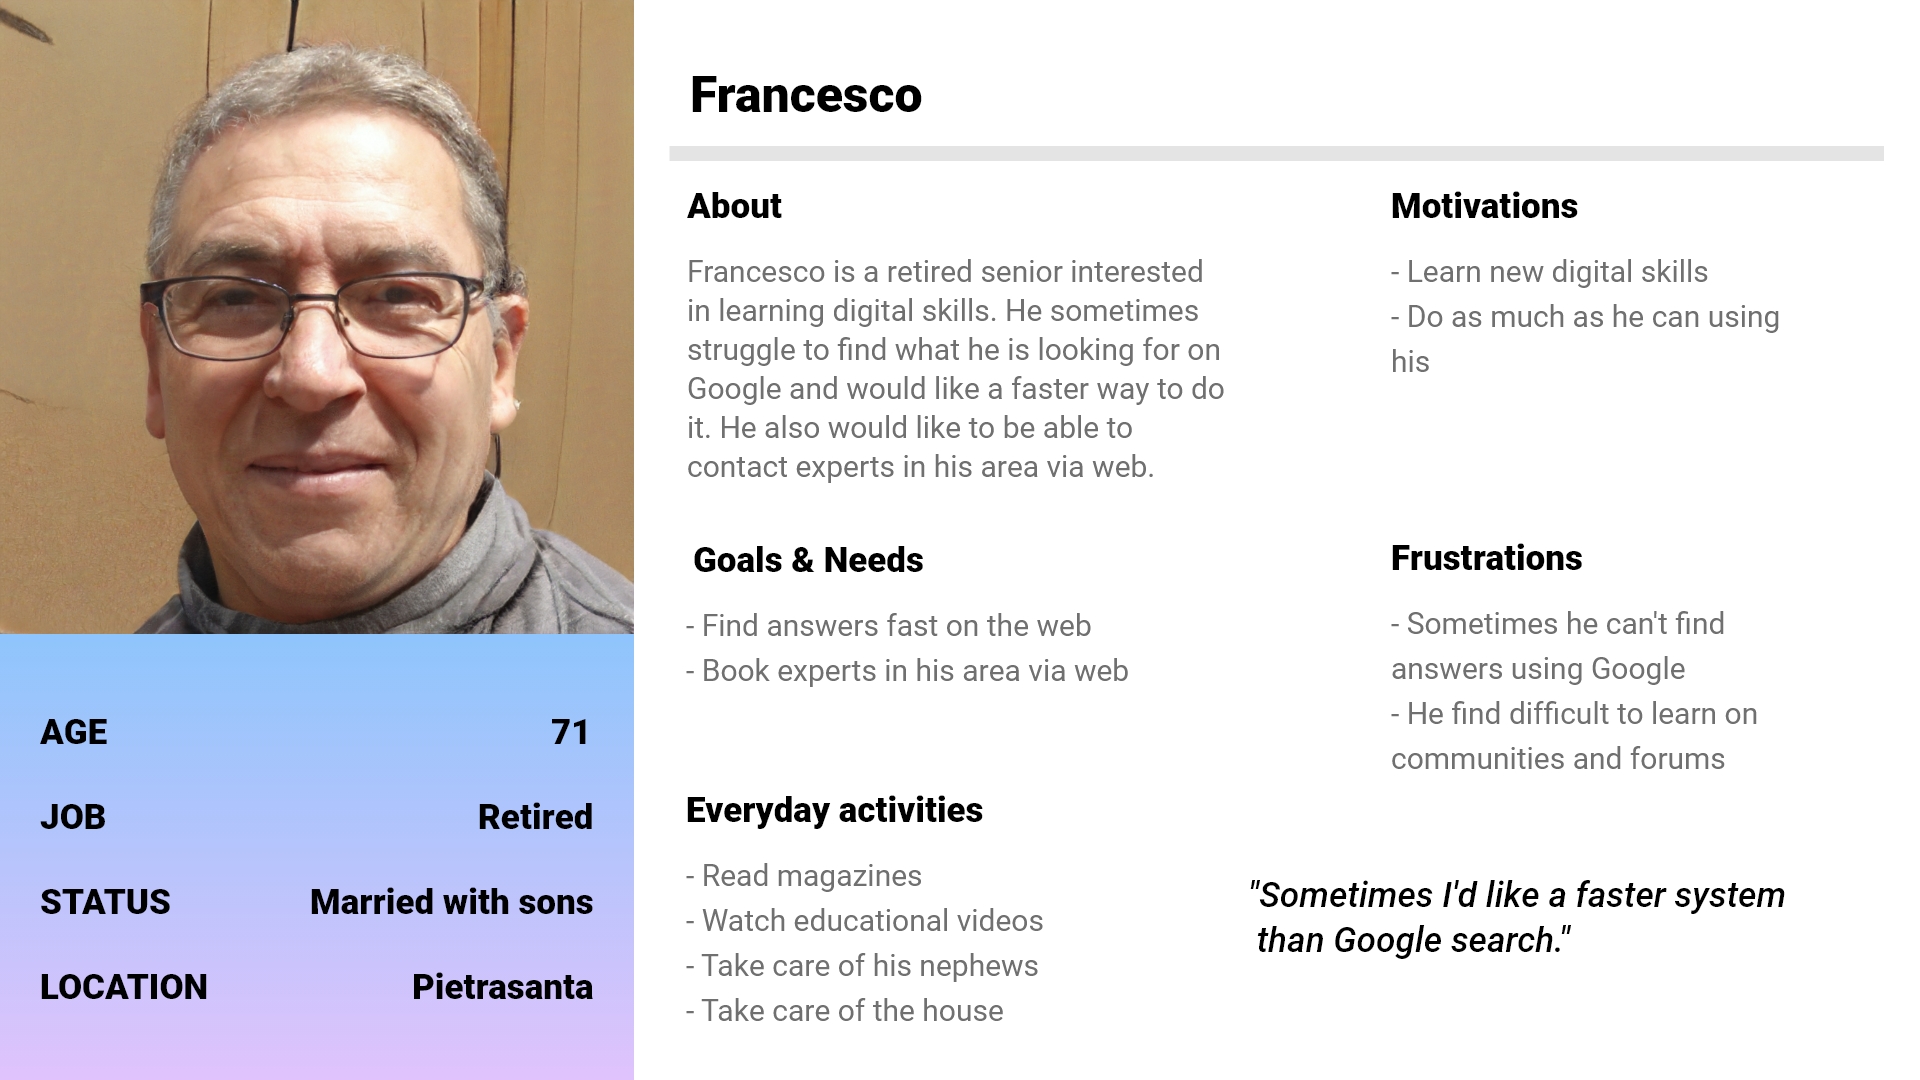 Francesco
About
Francesco is a retired senior interested
in learning digital skills. He sometimes
struggle to find what he is looking for on
Google and would like a faster way to do
it. He also would like to be able to
contact experts in his area via web.
Motivations
- Learn new digital skills
- Do as much as he can using
his
Goals & Needs
- Find answers fast on the web
- Book experts in his area via web
Frustrations
- Sometimes he can't find
answers using Google
- He find difficult to learn on
communities and forums
Everyday activities
- Read magazines
- Watch educational videos
- Take care of his nephews
- Take care of the house
"Sometimes I'd like a faster system
than Google search."
AGE 71
JOB Retired
STATUS Married with sons
LOCATION Pietrasanta